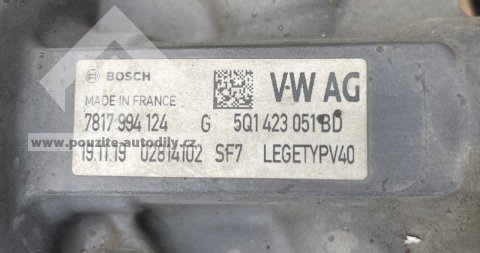 BOSCH
VW AG
MADE IN FRANCE
7817 994 124 G 5Q1 423 051 BD
www.pouzite-autodily.cz
19.11.19 02814102 SF7 LEGETYPV40